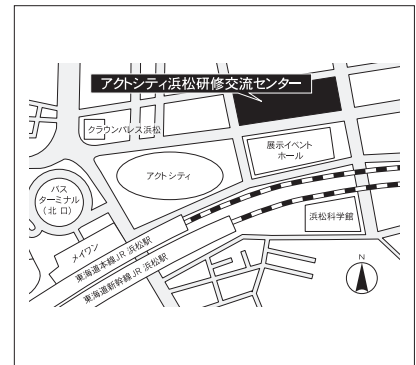 アクトシティ浜松研修交流センター
クラウンパレス浜松
展示イベント
ホール
アクトシティ
バス
ターミナル
(北口)
浜松科学館
メイワン
東海道本線JR 浜松駅
東海道新幹線JR 浜松駅
N